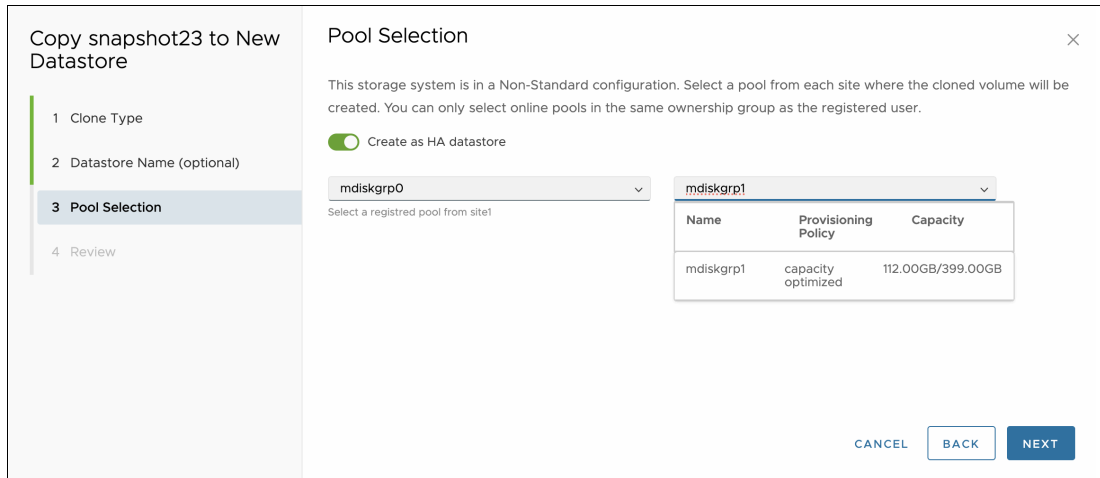 Copy snapshot23 to New
Datastore
1 Clone Type
2 Datastore Name (optional)
3 Pool Selection
4 Review
Pool Selection
This storage system is in a Non-Standard configuration. Select a pool from each site where the cloned volume will be
created. You can only select online pools in the same ownership group as the registered user.
Create as HA datastore
mdiskgrp0
Select a registred pool from site1
mdiskgrp1
Name Provisioning Policy Capacity
mdiskgrp1 capacity optimized 112.00GB/399.00GB
CANCEL BACK NEXT